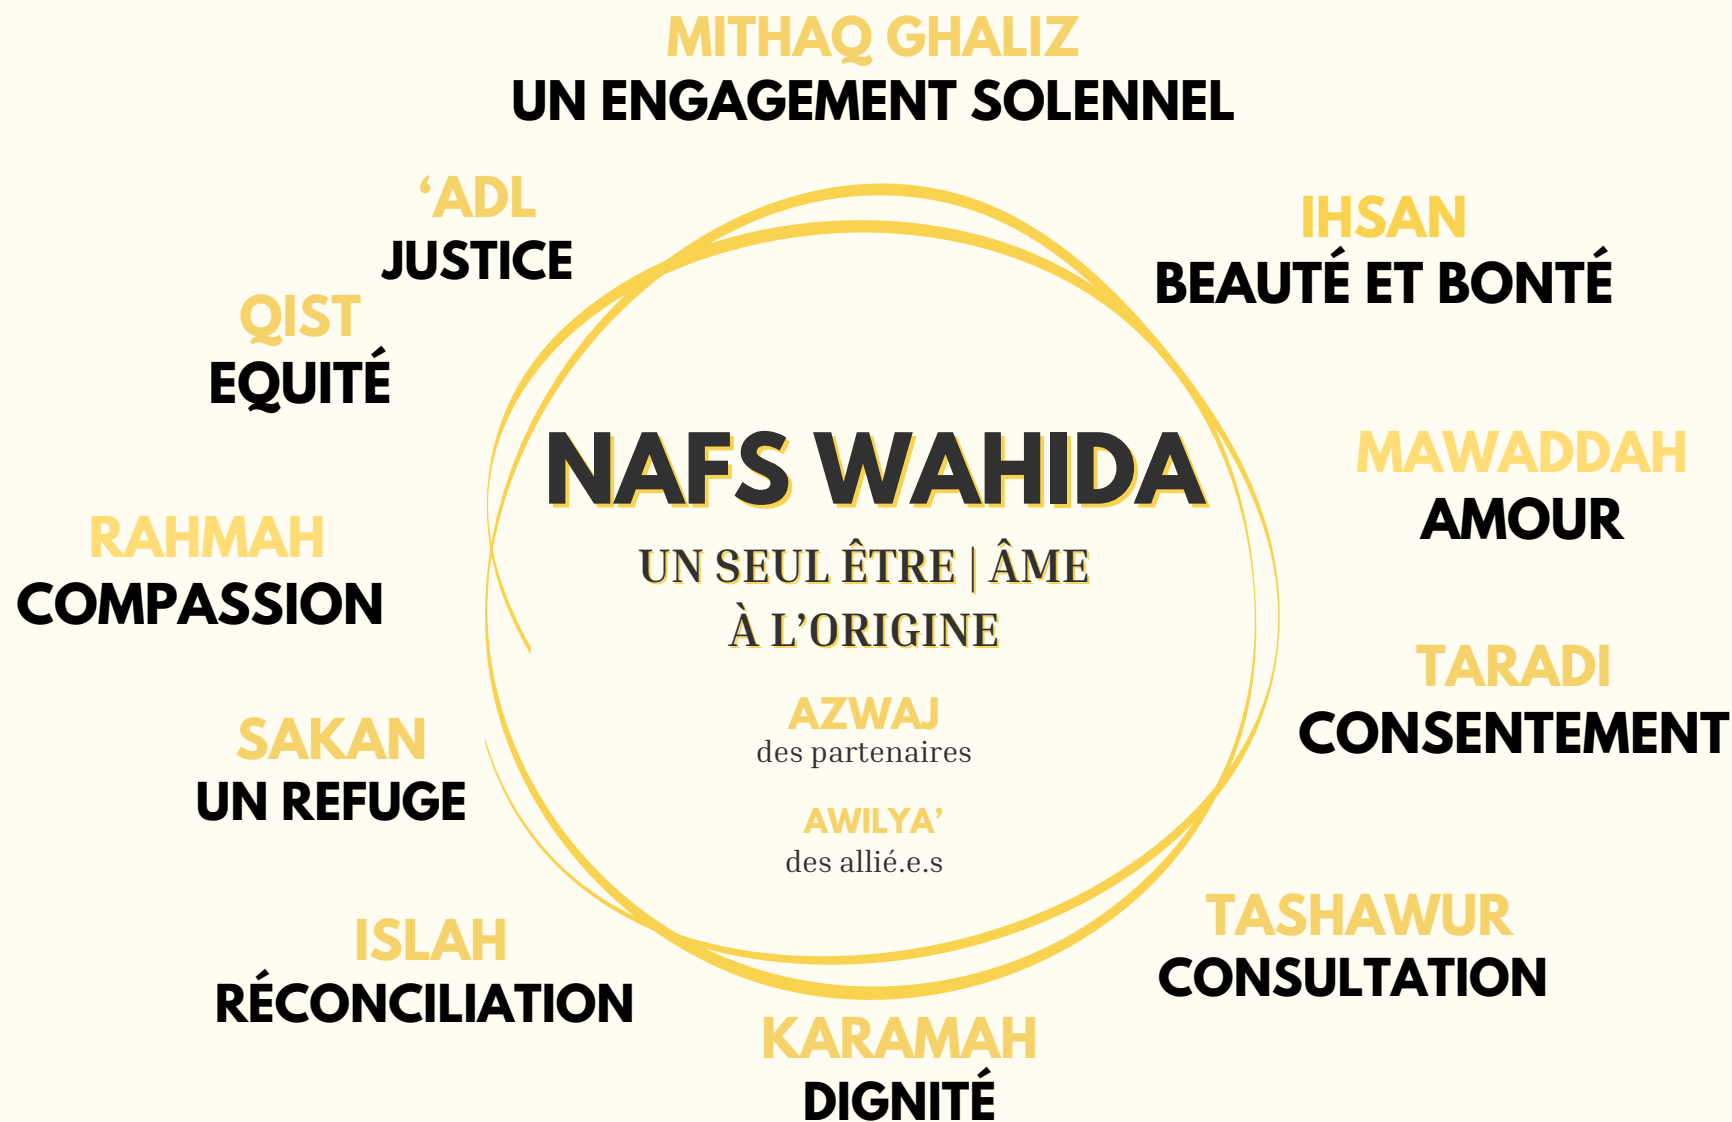 MITHAQ GHALIZ
UN ENGAGEMENT SOLENNEL
‘ADL
JUSTICE
IHSAN
BEAUTÉ ET BONTÉ
QIST
EQUITÉ
NAFS WAHIDA
UN SEUL ÊTRE | ÂME
À L’ORIGINE
AZWAJ
des partenaires
AWILYA’
des allié.e.s
MAWADDAH
AMOUR
RAHMAH
COMPASSION
TARADI
CONSENTEMENT
SAKAN
UN REFUGE
TASHAWUR
CONSULTATION
ISLAH
RÉCONCILIATION
KARAMAH
DIGNITÉ